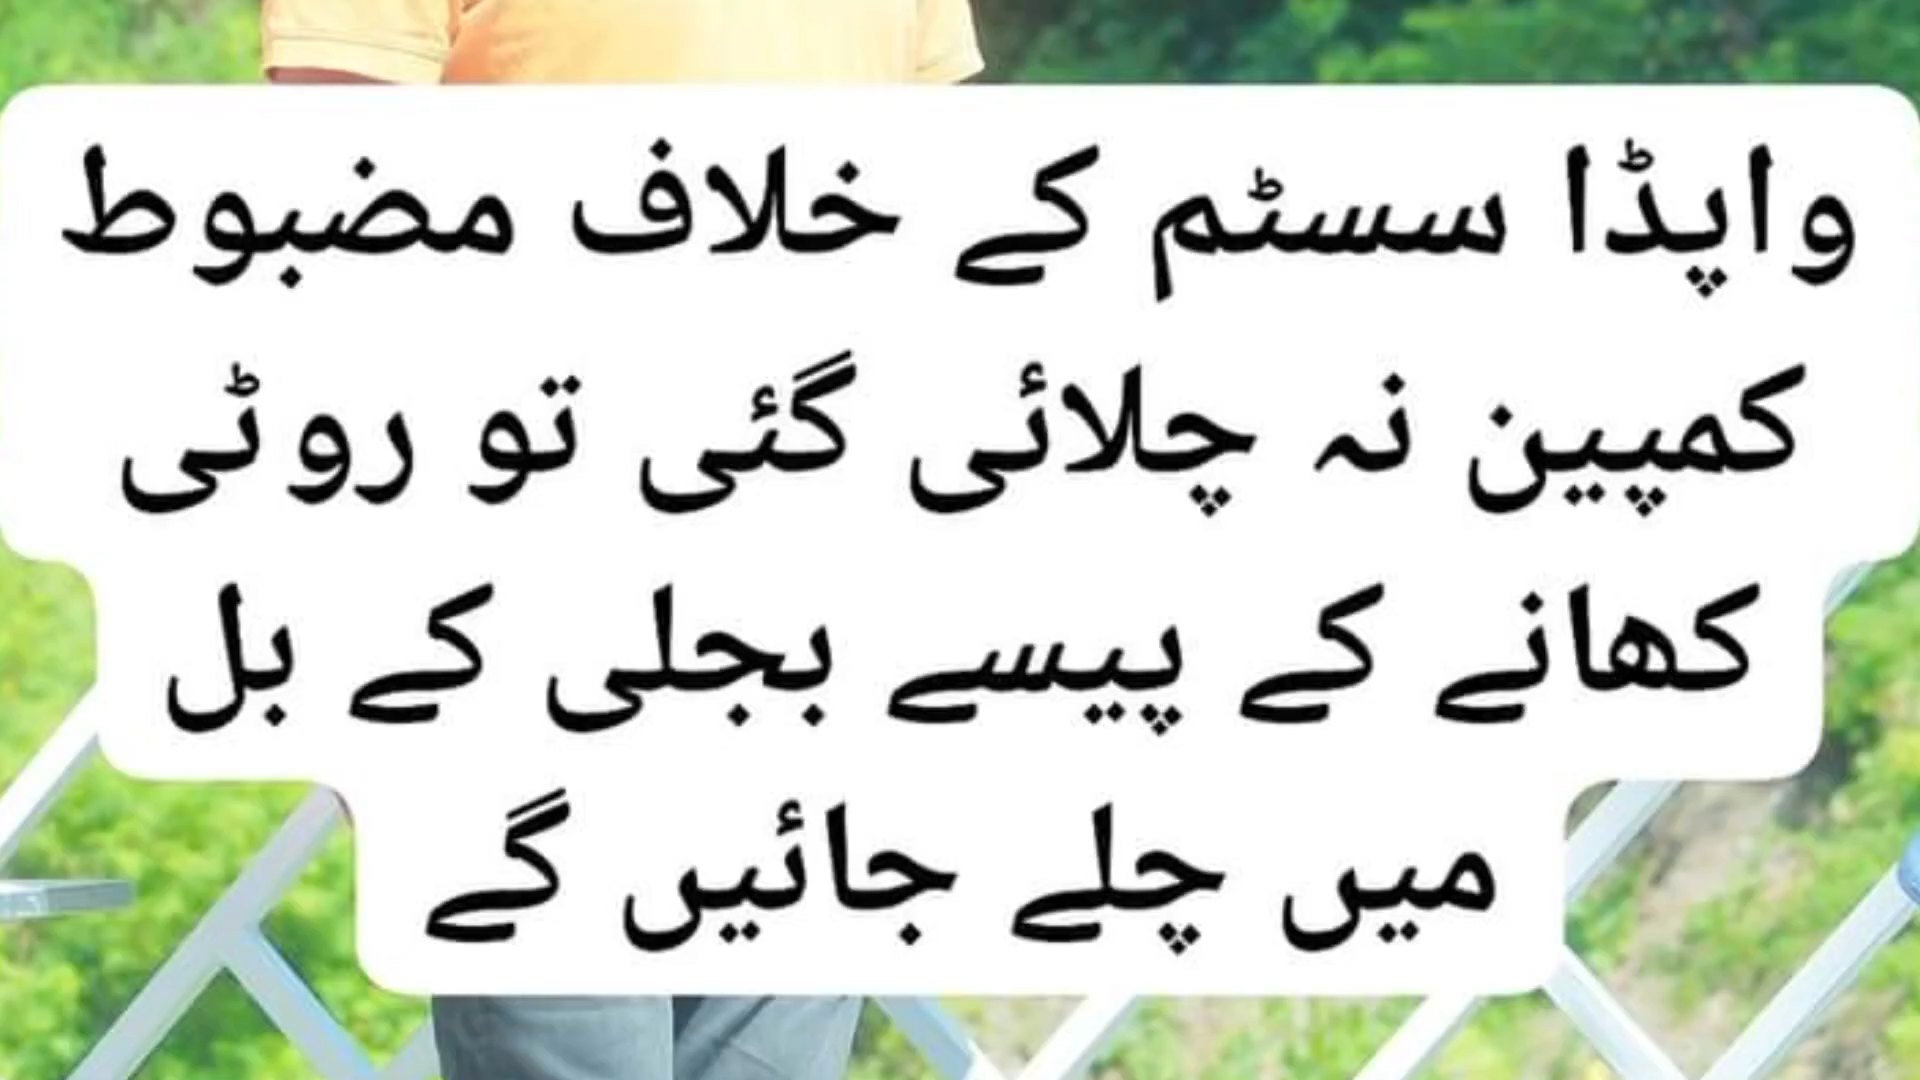 واپڈا سسٹم کے خلاف مضبوط
کمپین نہ چلائی گئی تو روٹی
کھانے کے پیسے بجلی کے بل
میں چلے جائیں گے